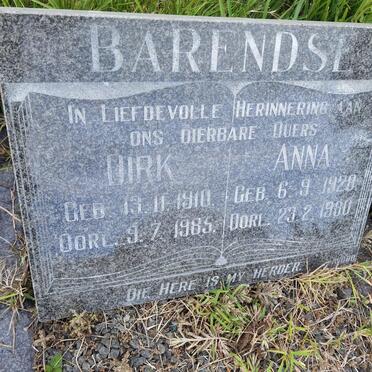 BARENDSE
IN LIEFDEVOLLE HERINNERING AAN
ONS DIERBARE OUERS
DIRK
GEB. 13.11.1910.
OORL. 9.7.1985.
ANNA
GEB. 6.9.1920.
OORL. 23.2.1980.
DIE HERE IS MY HERDER.